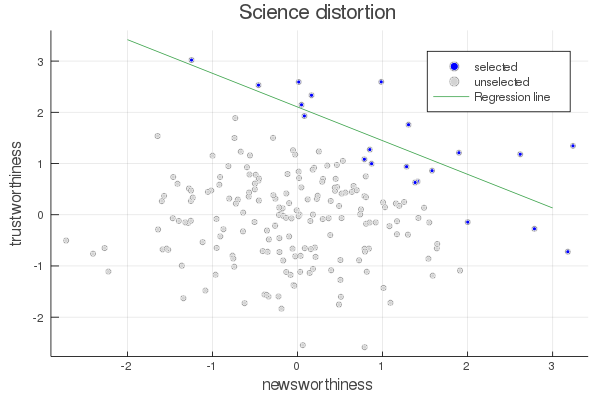 Science distortion
selected
unselected
Regression line
trustworthiness
3
2
1
0
-1
-2
-2
-1
0
1
2
3
newsworthiness